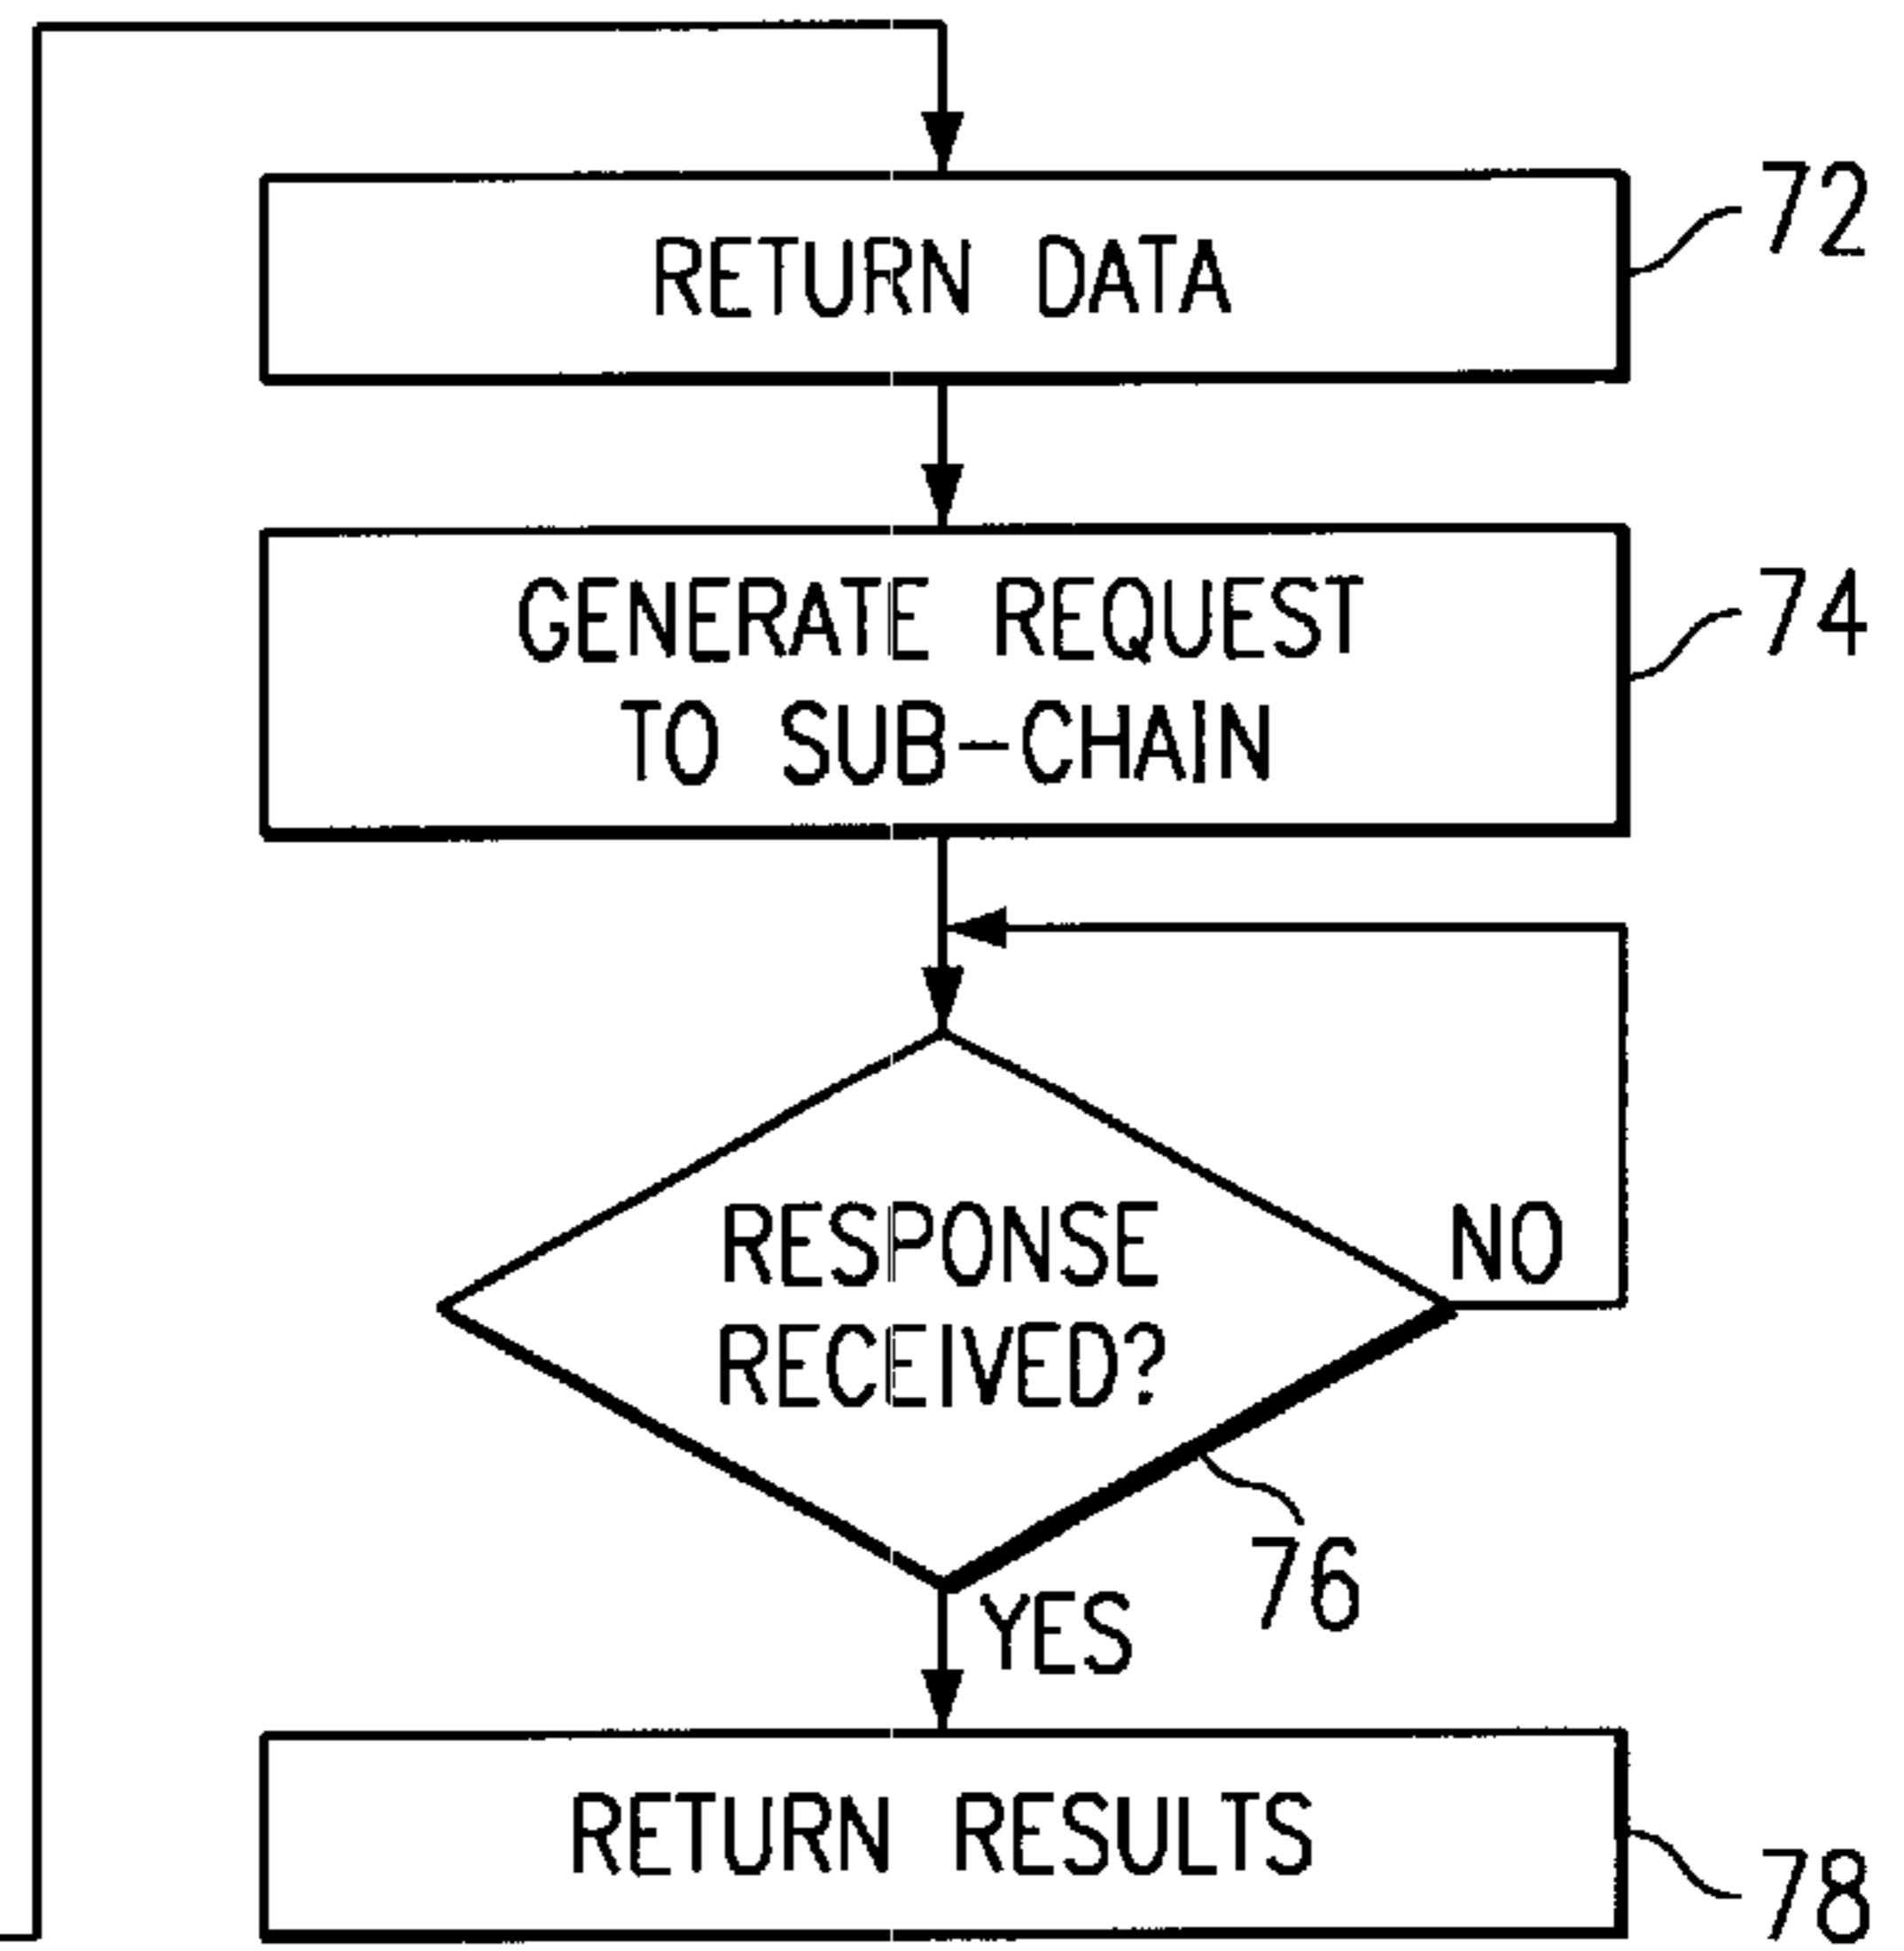 RETURN DATA
72
GENERATE REQUEST
TO SUB-CHAIN
74
RESPONSE
RECEIVED?
NO
76
YES
RETURN RESULTS
78